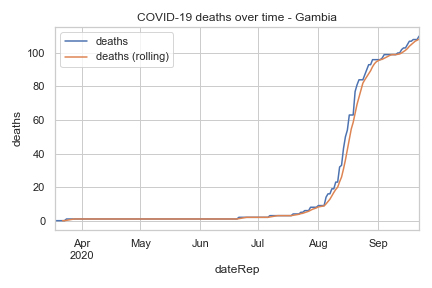 COVID-19 deaths over time - Gambia
deaths
deaths (rolling)
100
80
60
40
20
0
deaths
Apr May Jun Jul Aug Sep
2020
dateRep